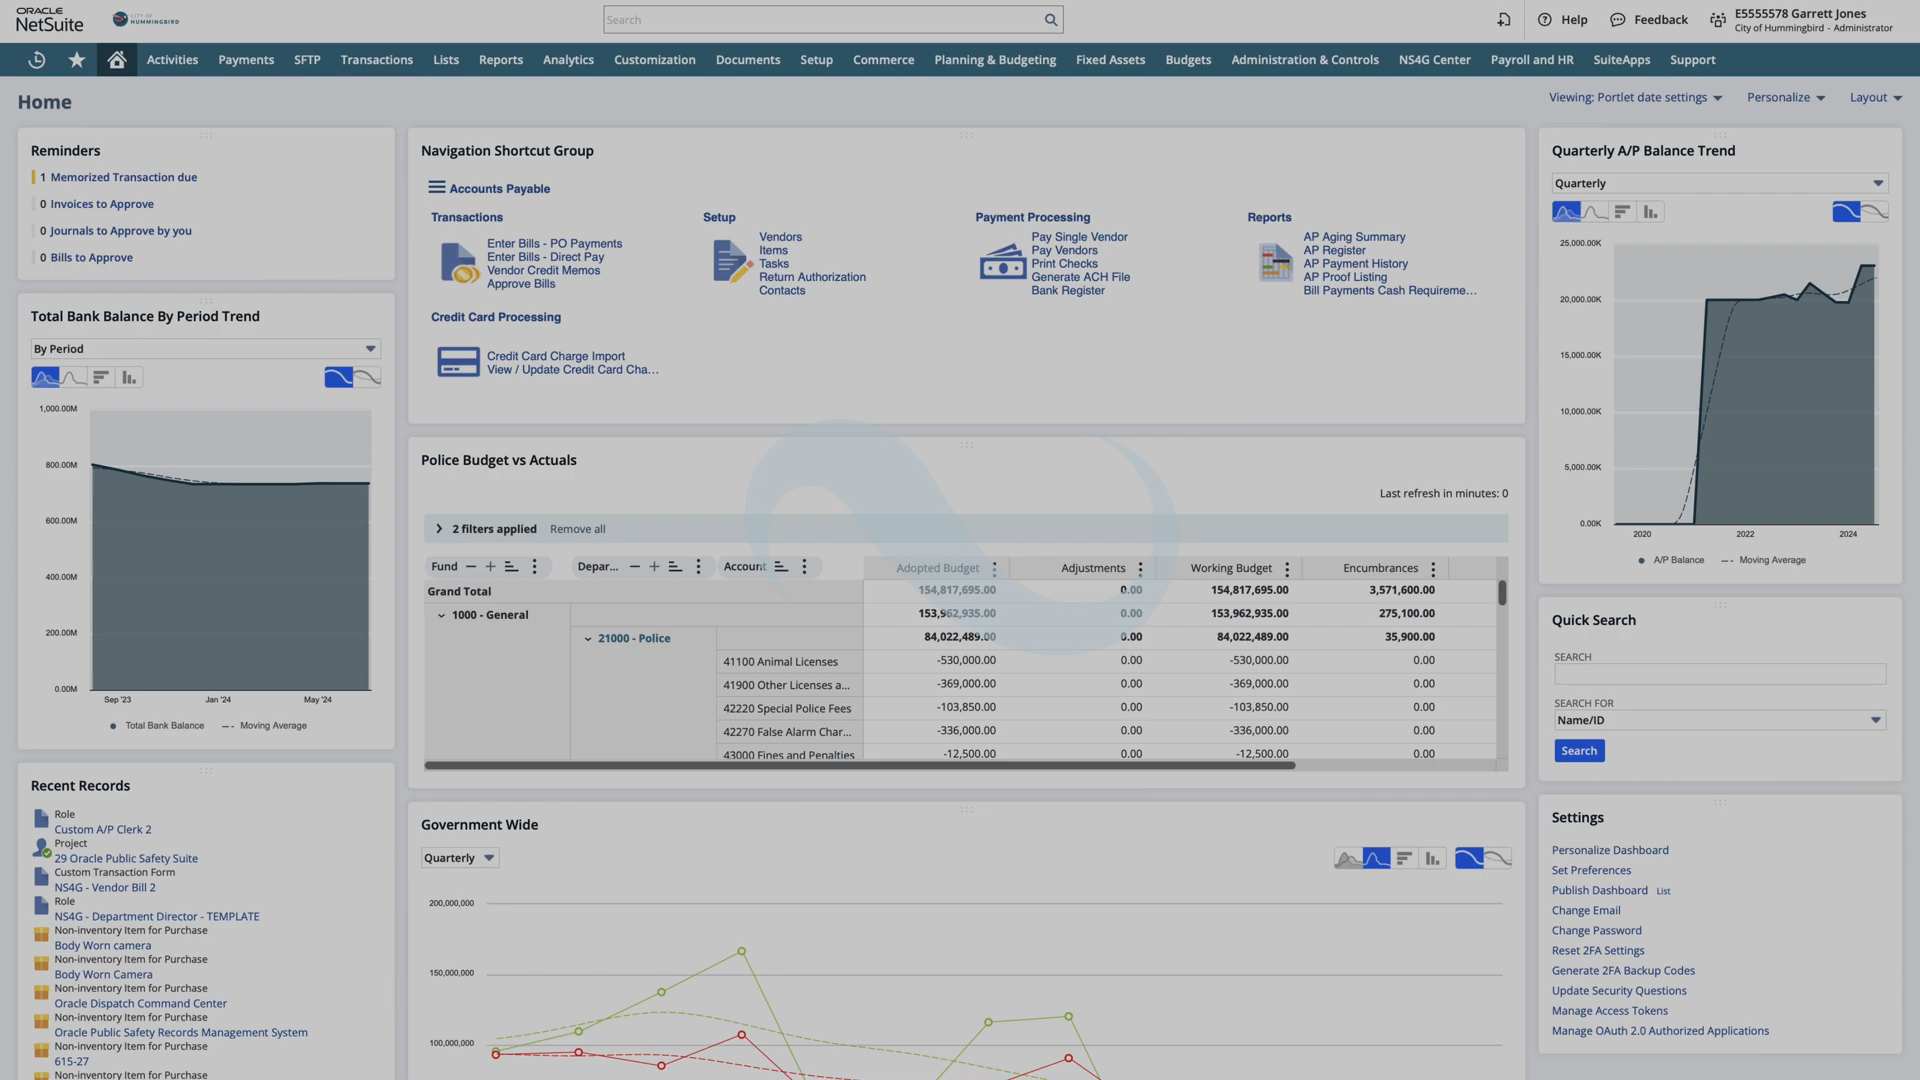 ORACLE
NetSuite
CITY OF
HUMMINGBIRD
Search
Help
Feedback
E5555578 Garrett Jones
City of Hummingbird - Administrator
Activities
Payments
SFTP
Transactions
Lists
Reports
Analytics
Customization
Documents
Setup
Commerce
Planning & Budgeting
Fixed Assets
Budgets
Administration & Controls
NS4G Center
Payroll and HR
SuiteApps
Support
Home
Viewing: Portlet date settings
Personalize
Layout
Reminders
1 Memorized Transaction due
0 Invoices to Approve
0 Journals to Approve by you
0 Bills to Approve
Total Bank Balance By Period Trend
By Period
1,000.00M
800.00M
600.00M
400.00M
200.00M
0.00M
Sep '23
Jan '24
May '24
Total Bank Balance
Moving Average
Recent Records
Role
Custom A/P Clerk 2
Project
29 Oracle Public Safety Suite
Custom Transaction Form
NS4G - Vendor Bill 2
Role
NS4G - Department Director - TEMPLATE
Non-inventory Item for Purchase
Body Worn camera
Non-inventory Item for Purchase
Body Worn Camera
Non-inventory Item for Purchase
Oracle Dispatch Command Center
Non-inventory Item for Purchase
Oracle Public Safety Records Management System
Non-inventory Item for Purchase
615-27
Non-inventory Item for Purchase
Navigation Shortcut Group
Accounts Payable
Transactions
Enter Bills - PO Payments
Enter Bills - Direct Pay
Vendor Credit Memos
Approve Bills
Setup
Vendors
Items
Tasks
Return Authorization
Contacts
Payment Processing
Pay Single Vendor
Pay Vendors
Print Checks
Generate ACH File
Bank Register
Reports
AP Aging Summary
AP Register
AP Payment History
AP Proof Listing
Bill Payments Cash Requireme...
Credit Card Processing
Credit Card Charge Import
View / Update Credit Card Cha...
Police Budget vs Actuals
Last refresh in minutes: 0
2 filters applied Remove all
Fund Depar... Account Adopted Budget Adjustments Working Budget Encumbrances
Grand Total 154,817,695.00 0.00 154,817,695.00 3,571,600.00
1000 - General 153,962,935.00 0.00 153,962,935.00 275,100.00
21000 - Police 84,022,489.00 0.00 84,022,489.00 35,900.00
41100 Animal Licenses -530,000.00 0.00 -530,000.00 0.00
41900 Other Licenses a... -369,000.00 0.00 -369,000.00 0.00
42220 Special Police Fees -103,850.00 0.00 -103,850.00 0.00
42270 False Alarm Char... -336,000.00 0.00 -336,000.00 0.00
43000 Fines and Penalties -12,500.00 0.00 -12,500.00 0.00
Government Wide
Quarterly
200,000,000
150,000,000
100,000,000
Quarterly A/P Balance Trend
Quarterly
25,000.00K
20,000.00K
15,000.00K
10,000.00K
5,000.00K
0.00K
2020
2022
2024
A/P Balance
Moving Average
Quick Search
SEARCH
SEARCH FOR
Name/ID
Search
Settings
Personalize Dashboard
Set Preferences
Publish Dashboard List
Change Email
Change Password
Reset 2FA Settings
Generate 2FA Backup Codes
Update Security Questions
Manage Access Tokens
Manage OAuth 2.0 Authorized Applications